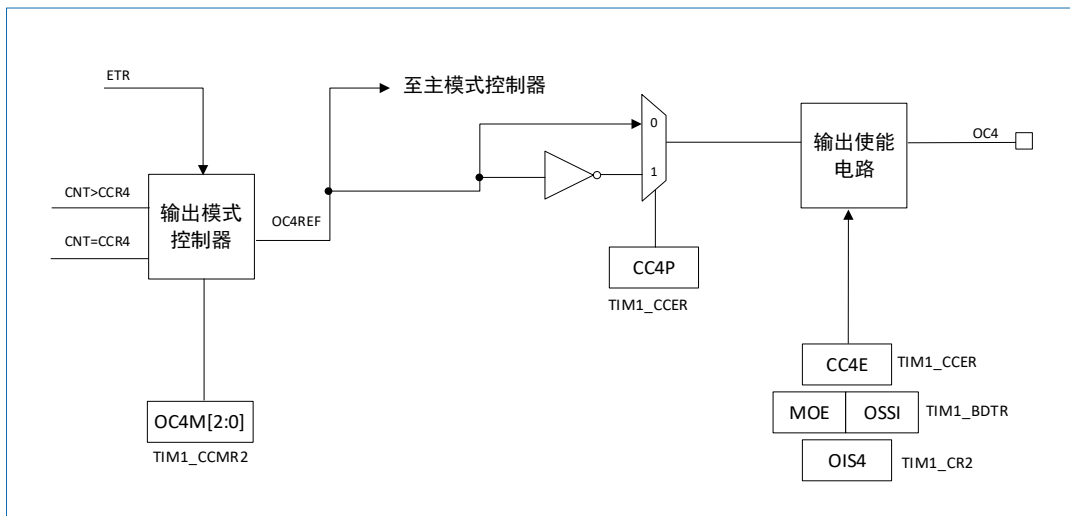 ETR
至主模式控制器
0
输出使能
电路
OC4
1
CNT>CCR4
输出模式
控制器
OC4REF
CNT=CCR4
CC4P
TIM1_CCER
CC4E
TIM1_CCER
MOE
OSSI
TIM1_BDTR
OC4M[2:0]
TIM1_CCMR2
OIS4
TIM1_CR2